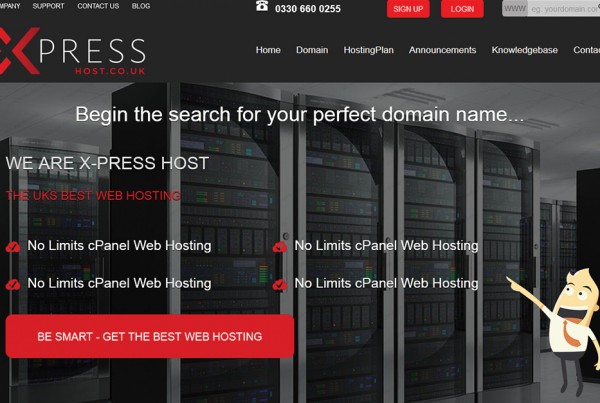 MPANY SUPPORT CONTACT US BLOG
0330 660 0255
SIGN UP
LOGIN
WWW
eg. yourdomain.co
XPRESS
HOST.CO.UK
Home Domain HostingPlan Announcements Knowledgebase Contac
Begin the search for your perfect domain name...
WE ARE X-PRESS HOST
THE UKS BEST WEB HOSTING
No Limits cPanel Web Hosting
No Limits cPanel Web Hosting
No Limits cPanel Web Hosting
No Limits cPanel Web Hosting
BE SMART - GET THE BEST WEB HOSTING